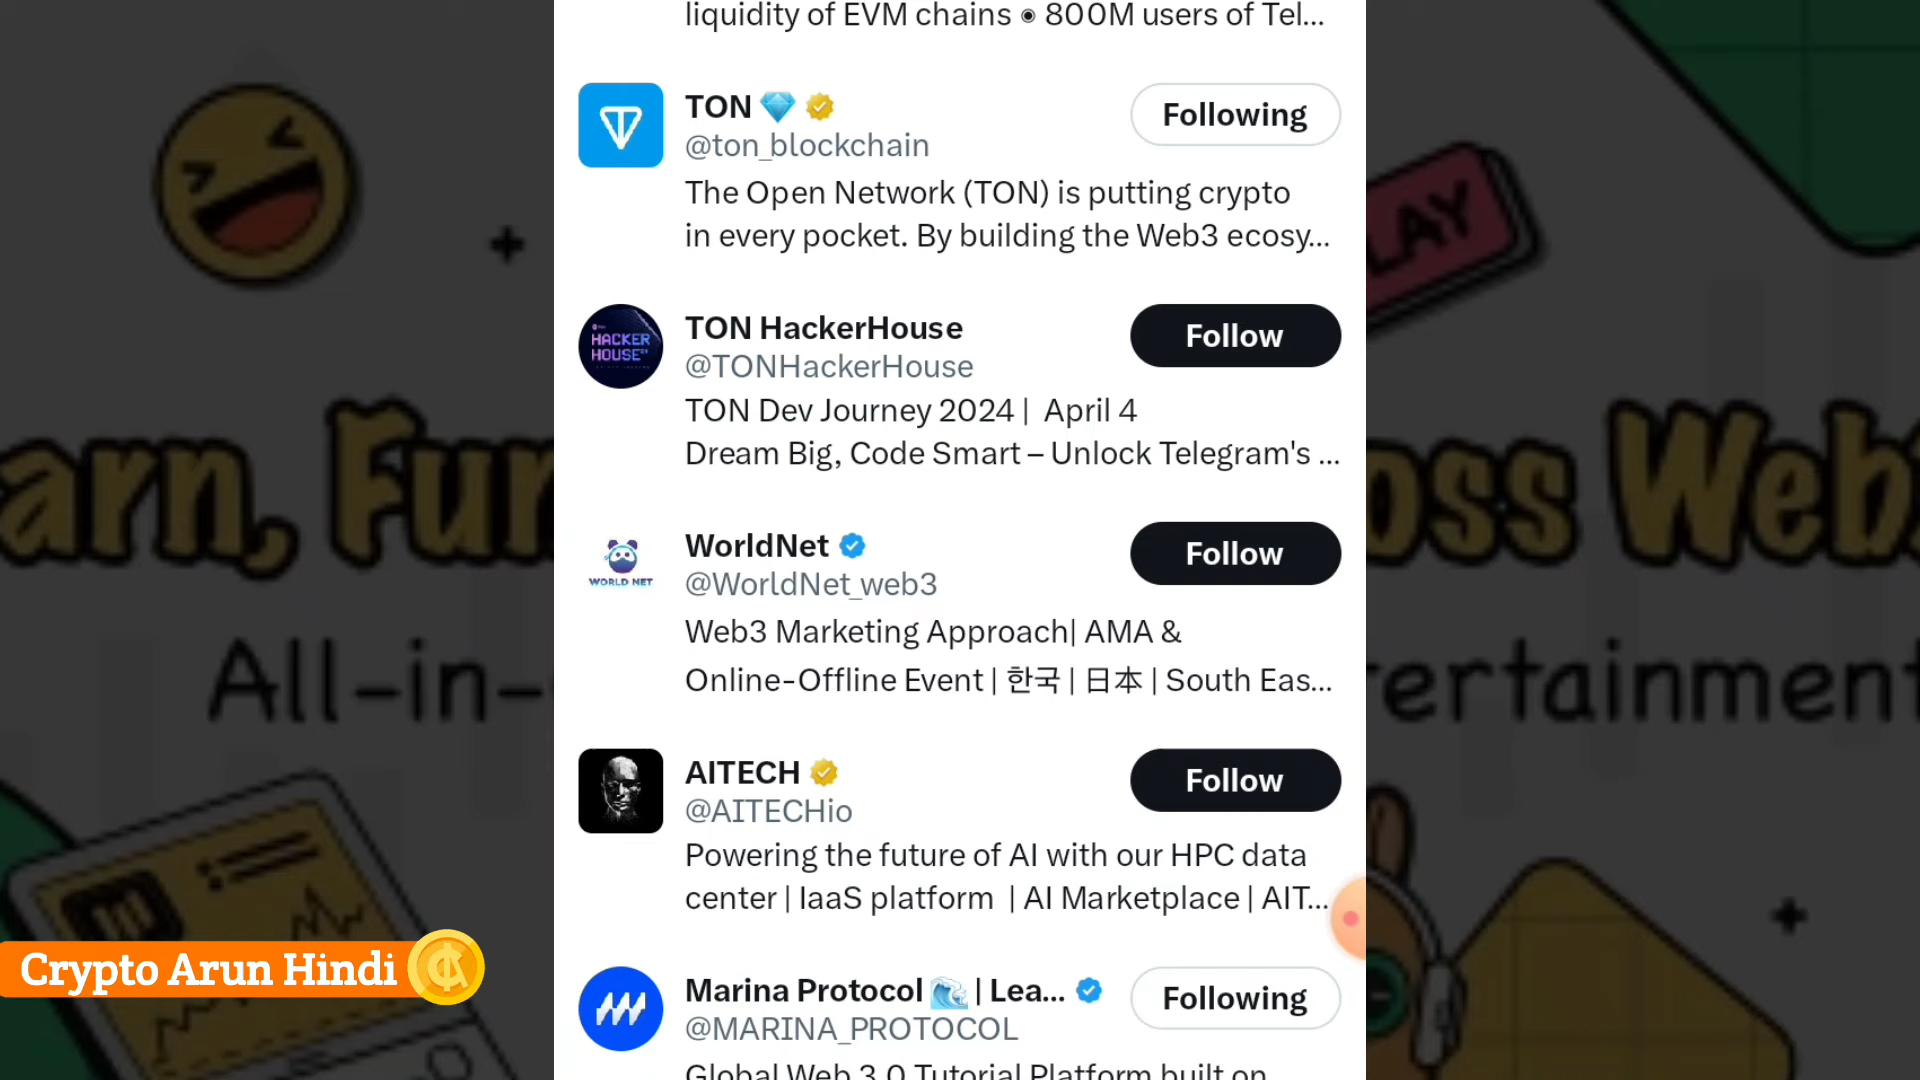 liquidity of EVM chains ◉ 800M users of Tel...
TON 💎
Following
@ton_blockchain
The Open Network (TON) is putting crypto
in every pocket. By building the Web3 ecosy...
LAY
HACKER
HOUSE
TON HackerHouse
Follow
@TONHackerHouse
TON Dev Journey 2024 | April 4
Dream Big, Code Smart – Unlock Telegram's ...
arn, Fun
oss Web3
WORLD NET
WorldNet
Follow
@WorldNet_web3
Web3 Marketing Approach| AMA &
Online-Offline Event | 한국 | 日本 | South Eas...
All-in-
ertainment
AITECH
Follow
@AITECHio
Powering the future of AI with our HPC data
center | IaaS platform | AI Marketplace | AIT...
Crypto Arun Hindi
Marina Protocol 🌊 | Lea...
Following
@MARINA_PROTOCOL
Global Web 3.0 Tutorial Platform built on